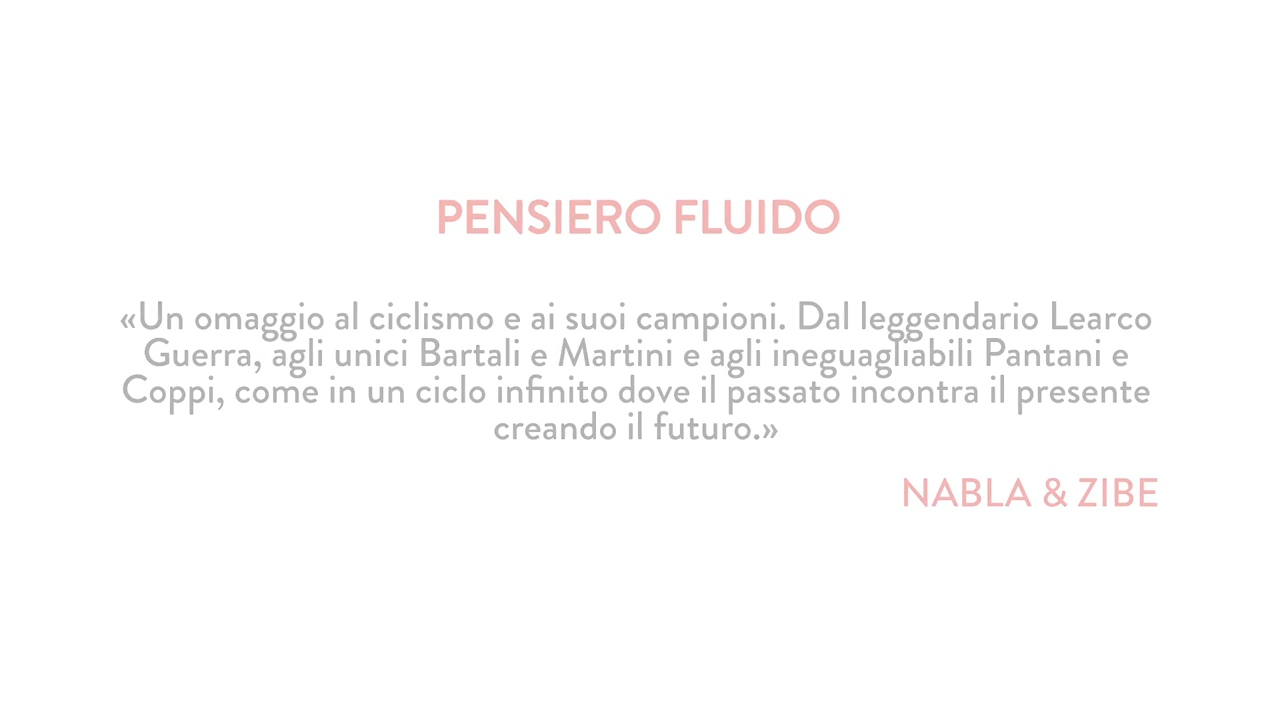 PENSIERO FLUIDO
«Un omaggio al ciclismo e ai suoi campioni. Dal leggendario Learco
Guerra, agli unici Bartali e Martini e agli ineguagliabili Pantani e
Coppi, come in un ciclo infinito dove il passato incontra il presente
creando il futuro.»
NABLA & ZIBE